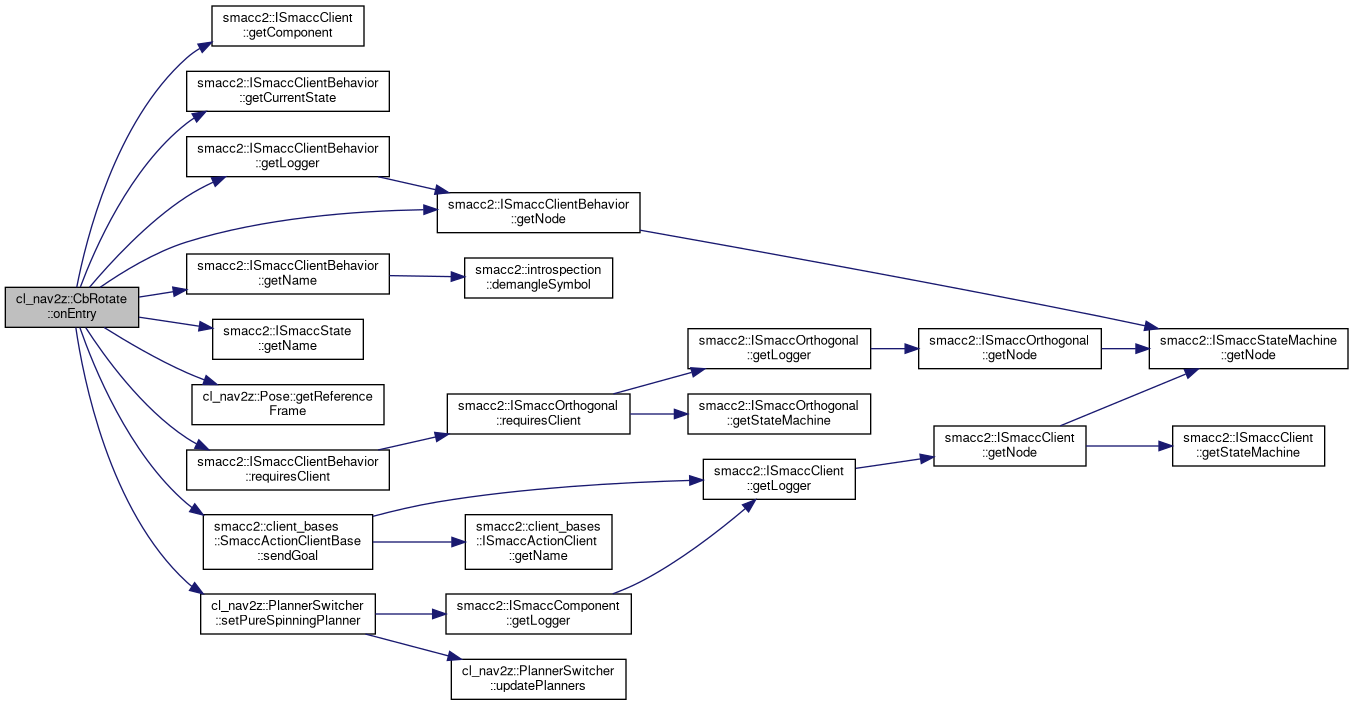 smacc2::ISmaccClient
::getComponent
smacc2::ISmaccClientBehavior
::getCurrentState
smacc2::ISmaccClientBehavior
::getLogger
smacc2::ISmaccClientBehavior
::getNode
smacc2::ISmaccClientBehavior
::getName
smacc2::introspection
::demangleSymbol
cl_nav2z::CbRotate
::onEntry
smacc2::ISmaccState
::getName
smacc2::ISmaccOrthogonal
::getLogger
smacc2::ISmaccOrthogonal
::getNode
smacc2::ISmaccStateMachine
::getNode
cl_nav2z::Pose::getReference
Frame
smacc2::ISmaccOrthogonal
::requiresClient
smacc2::ISmaccOrthogonal
::getStateMachine
smacc2::ISmaccClientBehavior
::requiresClient
smacc2::ISmaccClient
::getLogger
smacc2::ISmaccClient
::getNode
smacc2::ISmaccClient
::getStateMachine
smacc2::client_bases
::SmaccActionClientBase
::sendGoal
smacc2::client_bases
::ISmaccActionClient
::getName
cl_nav2z::PlannerSwitcher
::setPureSpinningPlanner
smacc2::ISmaccComponent
::getLogger
cl_nav2z::PlannerSwitcher
::updatePlanners